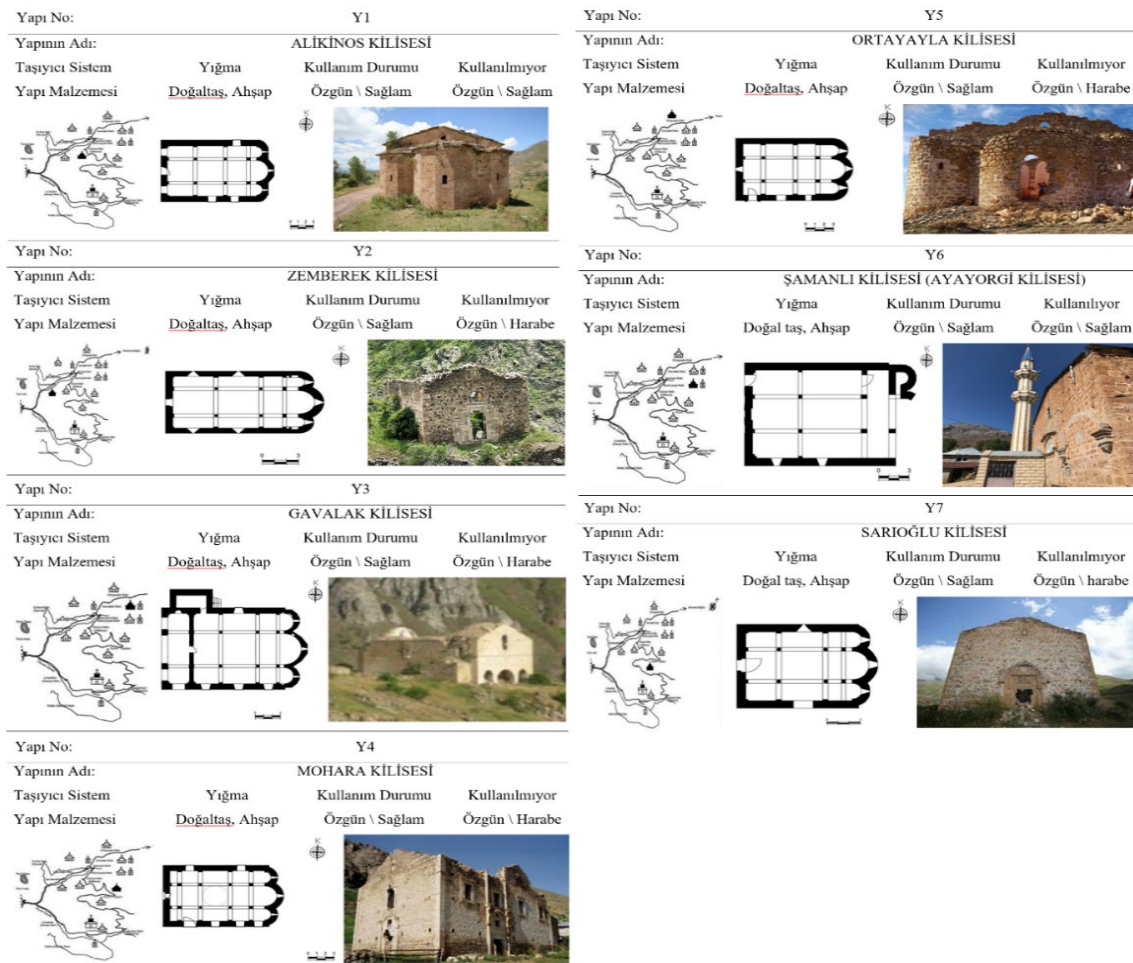 Yapı No: Y1
Yapının Adı: ALİKİNOS KİLİSESİ
Taşıyıcı Sistem Yığma Kullanım Durumu Kullanılmıyor
Yapı Malzemesi Doğaltaş, Ahşap Özgün \ Sağlam Özgün \ Sağlam
K
Yapı No: Y2
Yapının Adı: ZEMBEREK KİLİSESİ
Taşıyıcı Sistem Yığma Kullanım Durumu Kullanılmıyor
Yapı Malzemesi Doğaltaş, Ahşap Özgün \ Sağlam Özgün \ Harabe
K
Yapı No: Y3
Yapının Adı: GAVALAK KİLİSESİ
Taşıyıcı Sistem Yığma Kullanım Durumu Kullanılmıyor
Yapı Malzemesi Doğaltaş, Ahşap Özgün \ Sağlam Özgün \ Harabe
K
Yapı No: Y4
Yapının Adı: MOHARA KİLİSESİ
Taşıyıcı Sistem Yığma Kullanım Durumu Kullanılmıyor
Yapı Malzemesi Doğaltaş, Ahşap Özgün \ Sağlam Özgün \ Harabe
K
Yapı No: Y5
Yapının Adı: ORTAYAYLA KİLİSESİ
Taşıyıcı Sistem Yığma Kullanım Durumu Kullanılmıyor
Yapı Malzemesi Doğaltaş, Ahşap Özgün \ Sağlam Özgün \ Harabe
K
Yapı No: Y6
Yapının Adı: ŞAMANLI KİLİSESİ (AYAYORGİ KİLİSESİ)
Taşıyıcı Sistem Yığma Kullanım Durumu Kullanılıyor
Yapı Malzemesi Doğal taş, Ahşap Özgün \ Sağlam Özgün \ Sağlam
K
Yapı No: Y7
Yapının Adı: SARIOĞLU KİLİSESİ
Taşıyıcı Sistem Yığma Kullanım Durumu Kullanılmıyor
Yapı Malzemesi Doğal taş, Ahşap Özgün \ Sağlam Özgün \ harabe
K